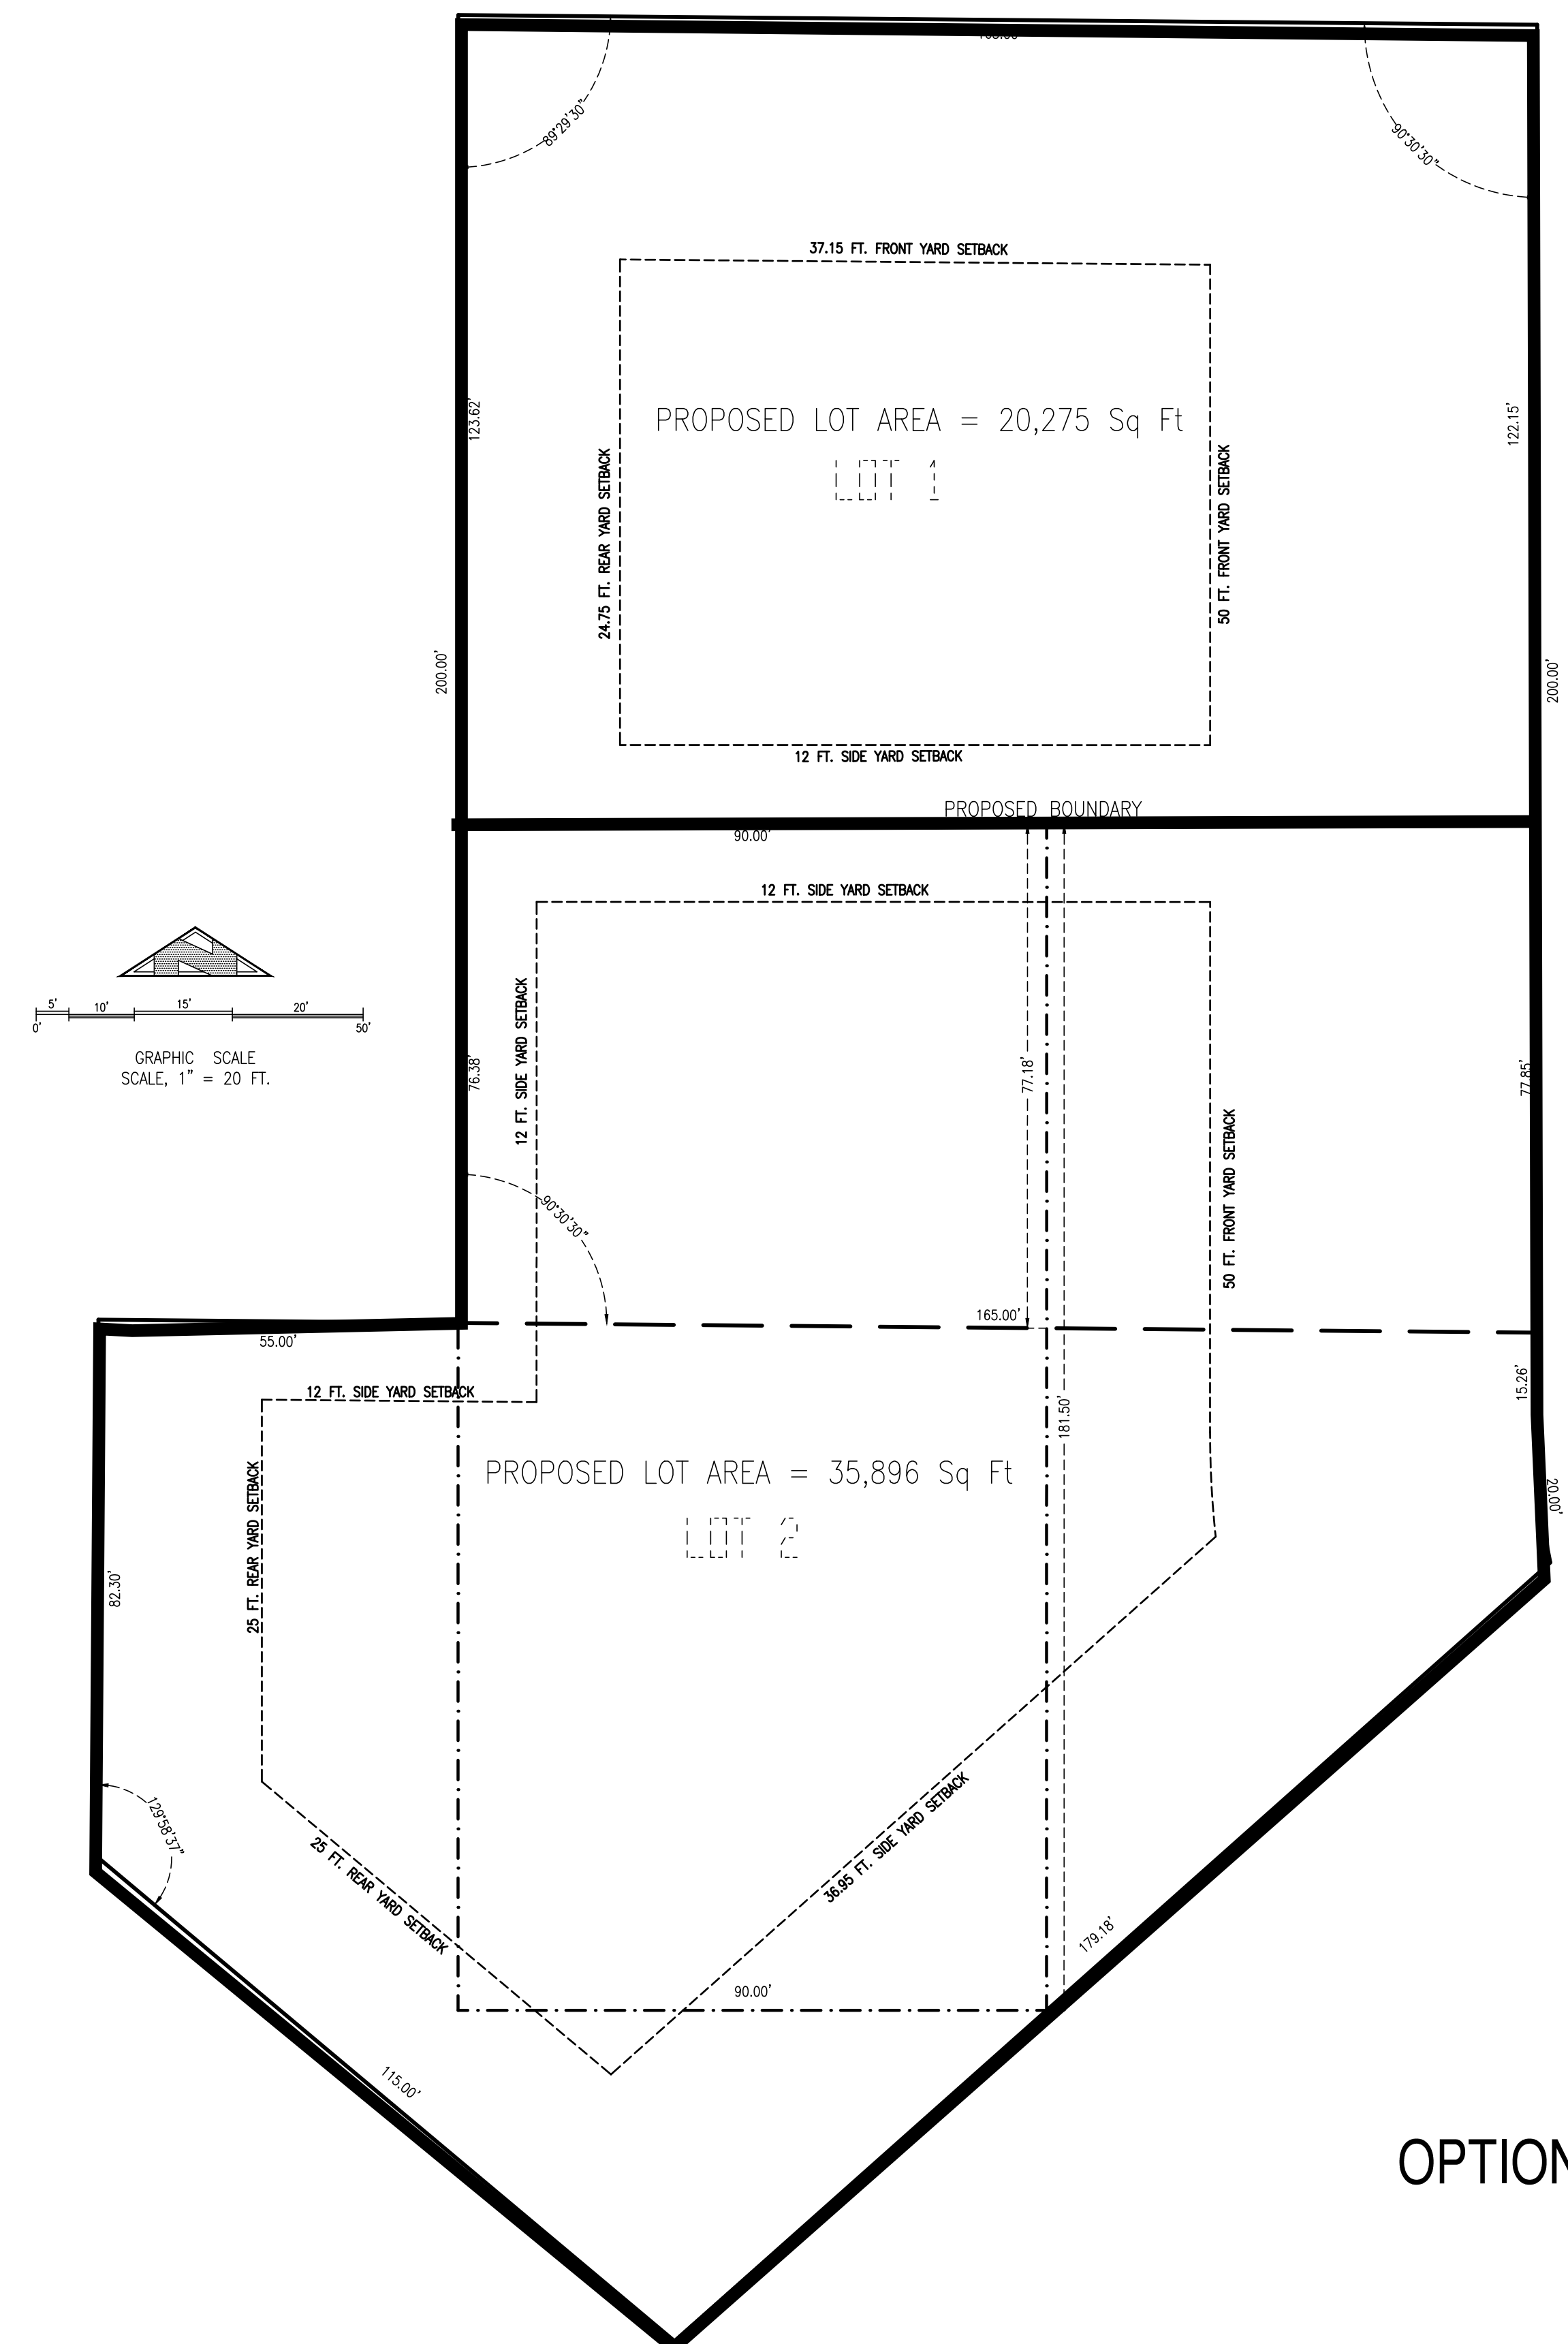 89°29'30"
90°30'30"
37.15 FT. FRONT YARD SETBACK
123.62'
122.15'
PROPOSED LOT AREA = 20,275 Sq Ft
LOT 1
24.75 FT. REAR YARD SETBACK
50 FT. FRONT YARD SETBACK
200.00'
200.00'
12 FT. SIDE YARD SETBACK
PROPOSED BOUNDARY
90.00'
12 FT. SIDE YARD SETBACK
N
5'
10'
15'
20'
0'
50'
GRAPHIC SCALE
SCALE, 1" = 20 FT.
12 FT. SIDE YARD SETBACK
76.38'
77.18'
77.85'
50 FT. FRONT YARD SETBACK
90°30'30"
165.00'
55.00'
15.26'
12 FT. SIDE YARD SETBACK
181.50'
PROPOSED LOT AREA = 35,896 Sq Ft
LOT 2
20.00'
25 FT. REAR YARD SETBACK
82.30'
129°58'37"
25 FT. REAR YARD SETBACK
36.95 FT. SIDE YARD SETBACK
179.18'
90.00'
115.00'
OPTION